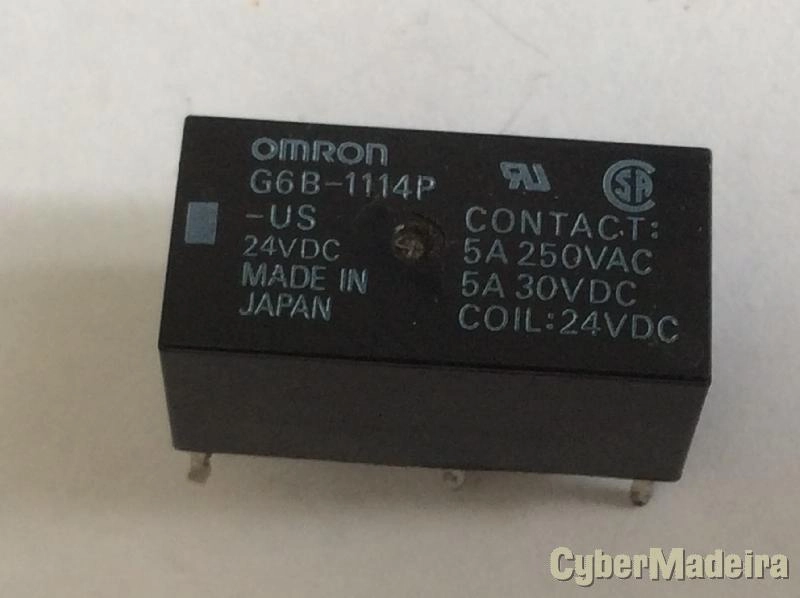 omron
G6B-1114P
-US
24VDC
MADE IN
JAPAN
CONTACT:
5A 250VAC
5A 30VDC
COIL:24VDC
CyberMadeira